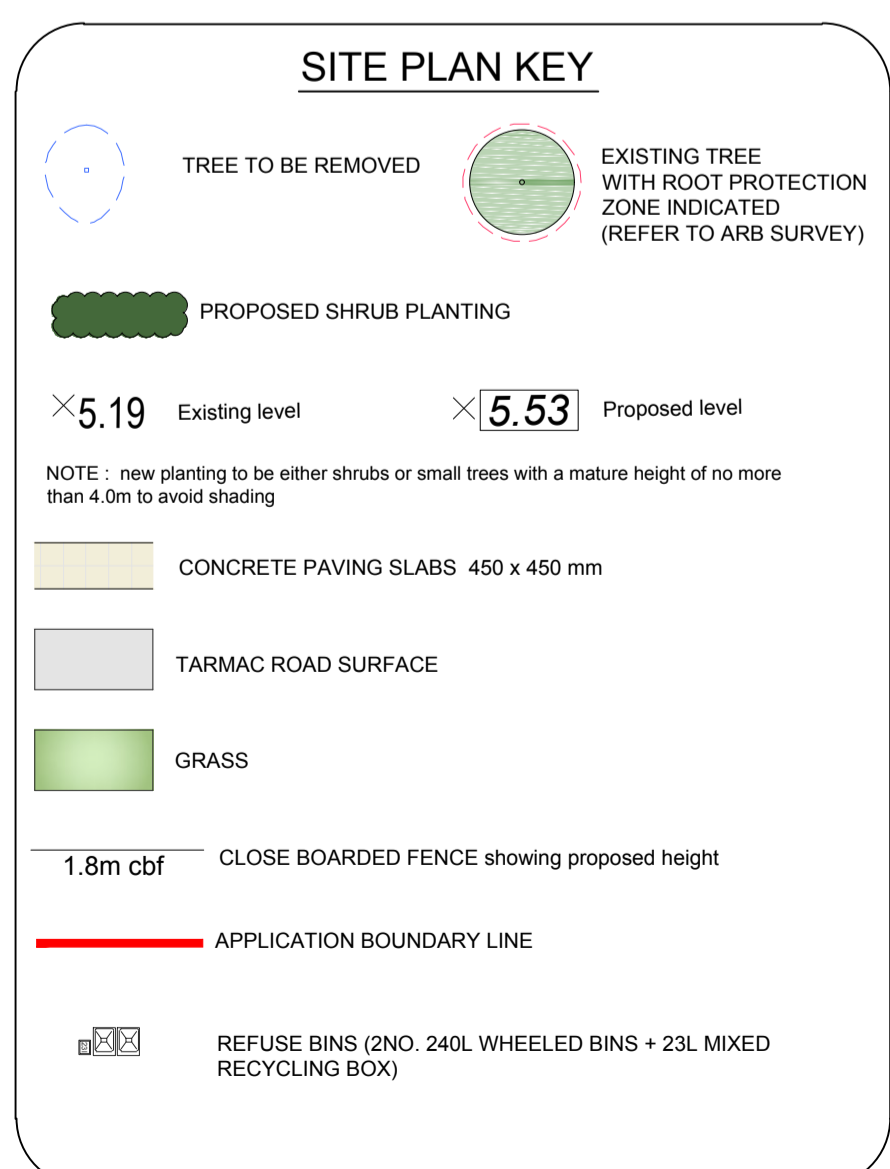 SITE PLAN KEY
TREE TO BE REMOVED
EXISTING TREE
WITH ROOT PROTECTION
ZONE INDICATED
(REFER TO ARB SURVEY)
PROPOSED SHRUB PLANTING
5.19 Existing level
5.53 Proposed level
NOTE : new planting to be either shrubs or small trees with a mature height of no more
than 4.0m to avoid shading
CONCRETE PAVING SLABS 450 x 450 mm
TARMAC ROAD SURFACE
GRASS
1.8m cbf CLOSE BOARDED FENCE showing proposed height
APPLICATION BOUNDARY LINE
REFUSE BINS (2NO. 240L WHEELED BINS + 23L MIXED
RECYCLING BOX)